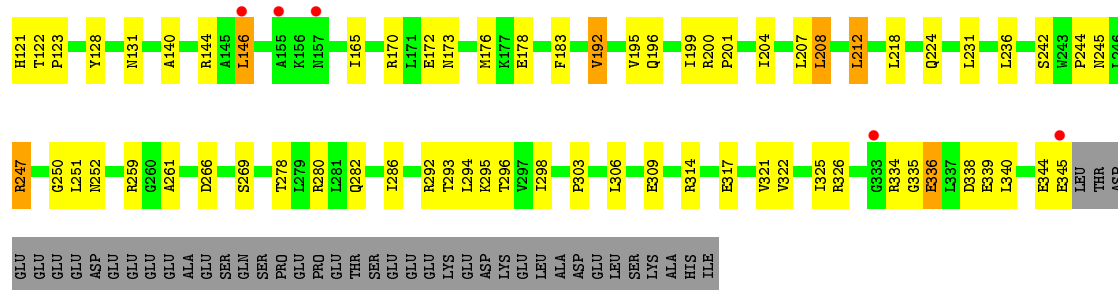 H121 T122 P123 Y128 N131 A140 R144 A145 L146 A155 K156 N157 I165 R170 L171 E172 N173 M176 K177 E178 F183 V192 V195 Q196 I199 R200 P201 I204 L207 L208 L212 L218 Q224 L231 L236 S242 W243 P244 N245 L246
R247 G250 L251 N252 R259 G260 A261 D266 S269 T278 L279 R280 L281 Q282 I286 R292 T293 L294 K295 T296 V297 I298 P303 L306 E309 R314 E317 V321 V322 I325 R326 G333 R334 G335 E336 L337 D338 E339 L340 E344 E345 LEU THR ASP
GLU GLU GLU GLU GLU ASP GLU GLU GLU GLU ALA GLU SER GLN SER PRO GLU PRO GLU THR SER GLU GLU LYS GLU ASP LYS GLU LEU ALA ASP GLU LEU SER LYS ALA HIS ILE